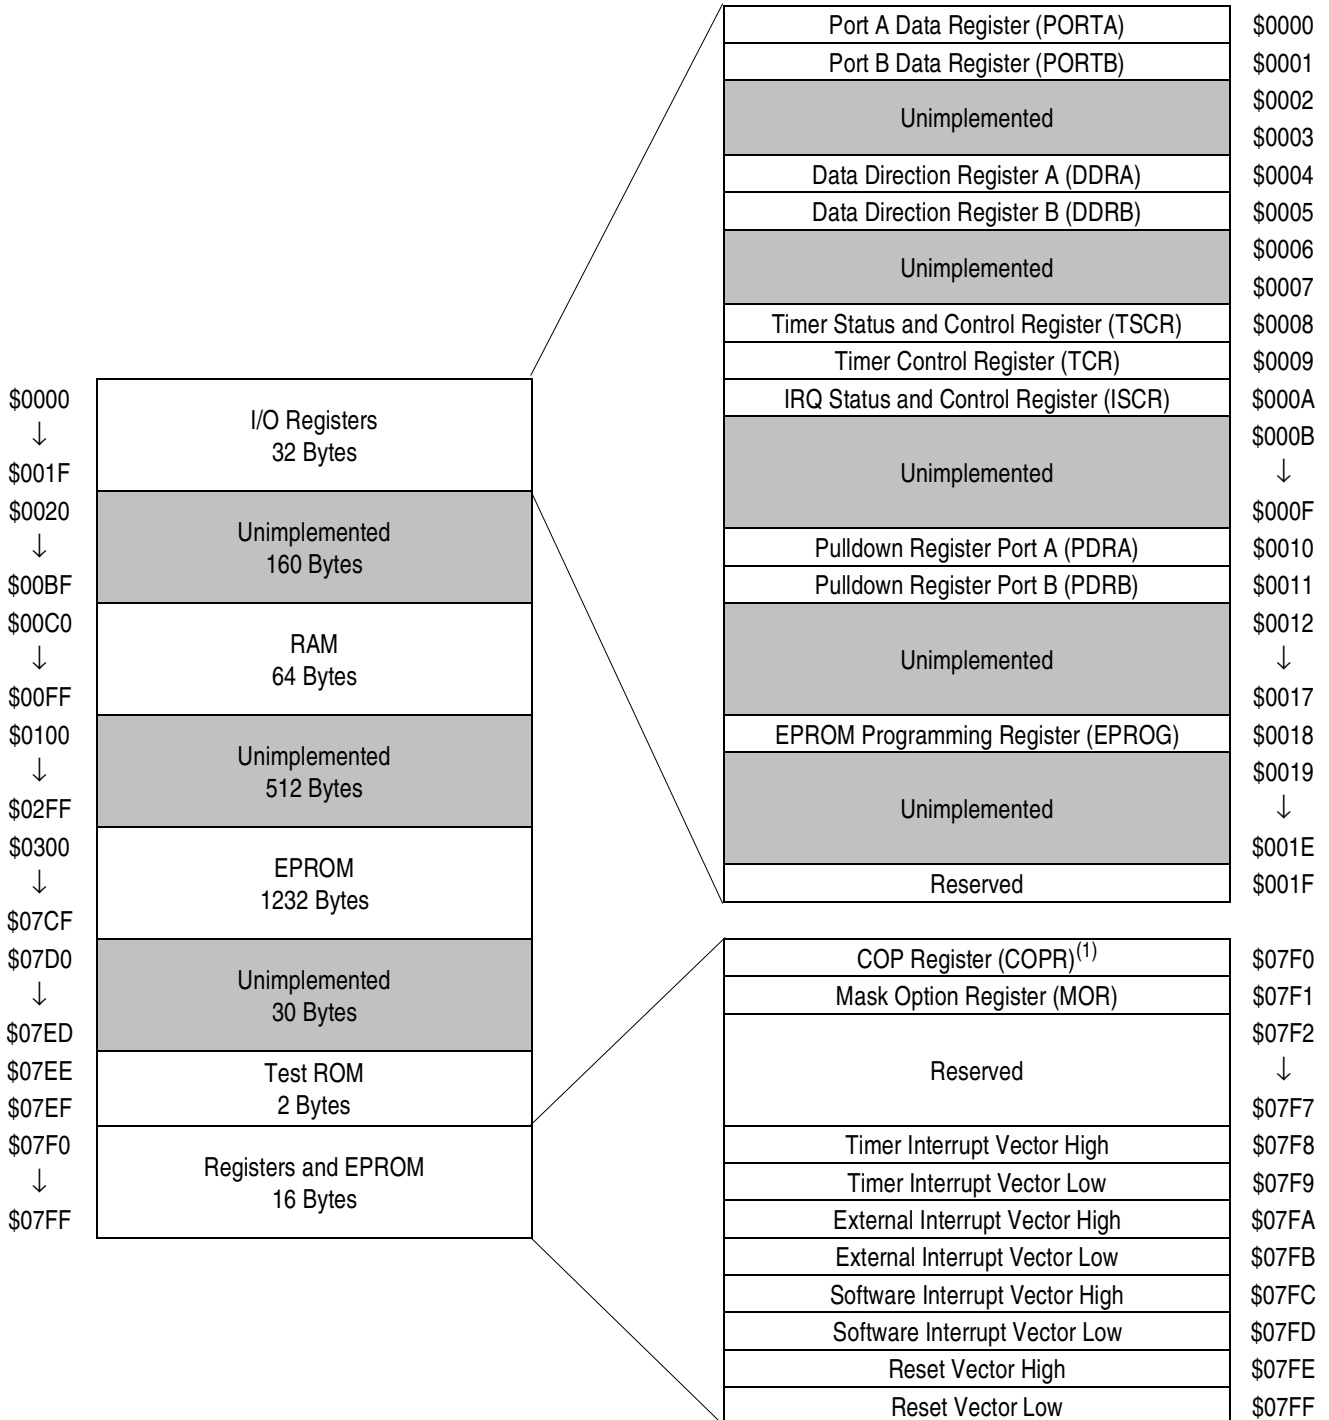 Port A Data Register (PORTA) $0000
Port B Data Register (PORTB) $0001
$0002
Unimplemented
$0003
Data Direction Register A (DDRA) $0004
Data Direction Register B (DDRB) $0005
$0006
Unimplemented
$0007
Timer Status and Control Register (TSCR) $0008
Timer Control Register (TCR) $0009
IRQ Status and Control Register (ISCR) $000A
$000B
Unimplemented ↓
$000F
Pulldown Register Port A (PDRA) $0010
Pulldown Register Port B (PDRB) $0011
$0012
Unimplemented ↓
$0017
EPROM Programming Register (EPROG) $0018
$0019
Unimplemented ↓
$001E
Reserved $001F
$0000
I/O Registers
↓
32 Bytes
$001F
$0020
Unimplemented
↓
160 Bytes
$00BF
$00C0
RAM
↓
64 Bytes
$00FF
$0100
Unimplemented
↓
512 Bytes
$02FF
$0300
EPROM
↓
1232 Bytes
$07CF
$07D0
Unimplemented
↓
30 Bytes
$07ED
$07EE Test ROM
$07EF 2 Bytes
$07F0
Registers and EPROM
↓
16 Bytes
$07FF
COP Register (COPR)(1) $07F0
Mask Option Register (MOR) $07F1
$07F2
Reserved ↓
$07F7
Timer Interrupt Vector High $07F8
Timer Interrupt Vector Low $07F9
External Interrupt Vector High $07FA
External Interrupt Vector Low $07FB
Software Interrupt Vector High $07FC
Software Interrupt Vector Low $07FD
Reset Vector High $07FE
Reset Vector Low $07FF